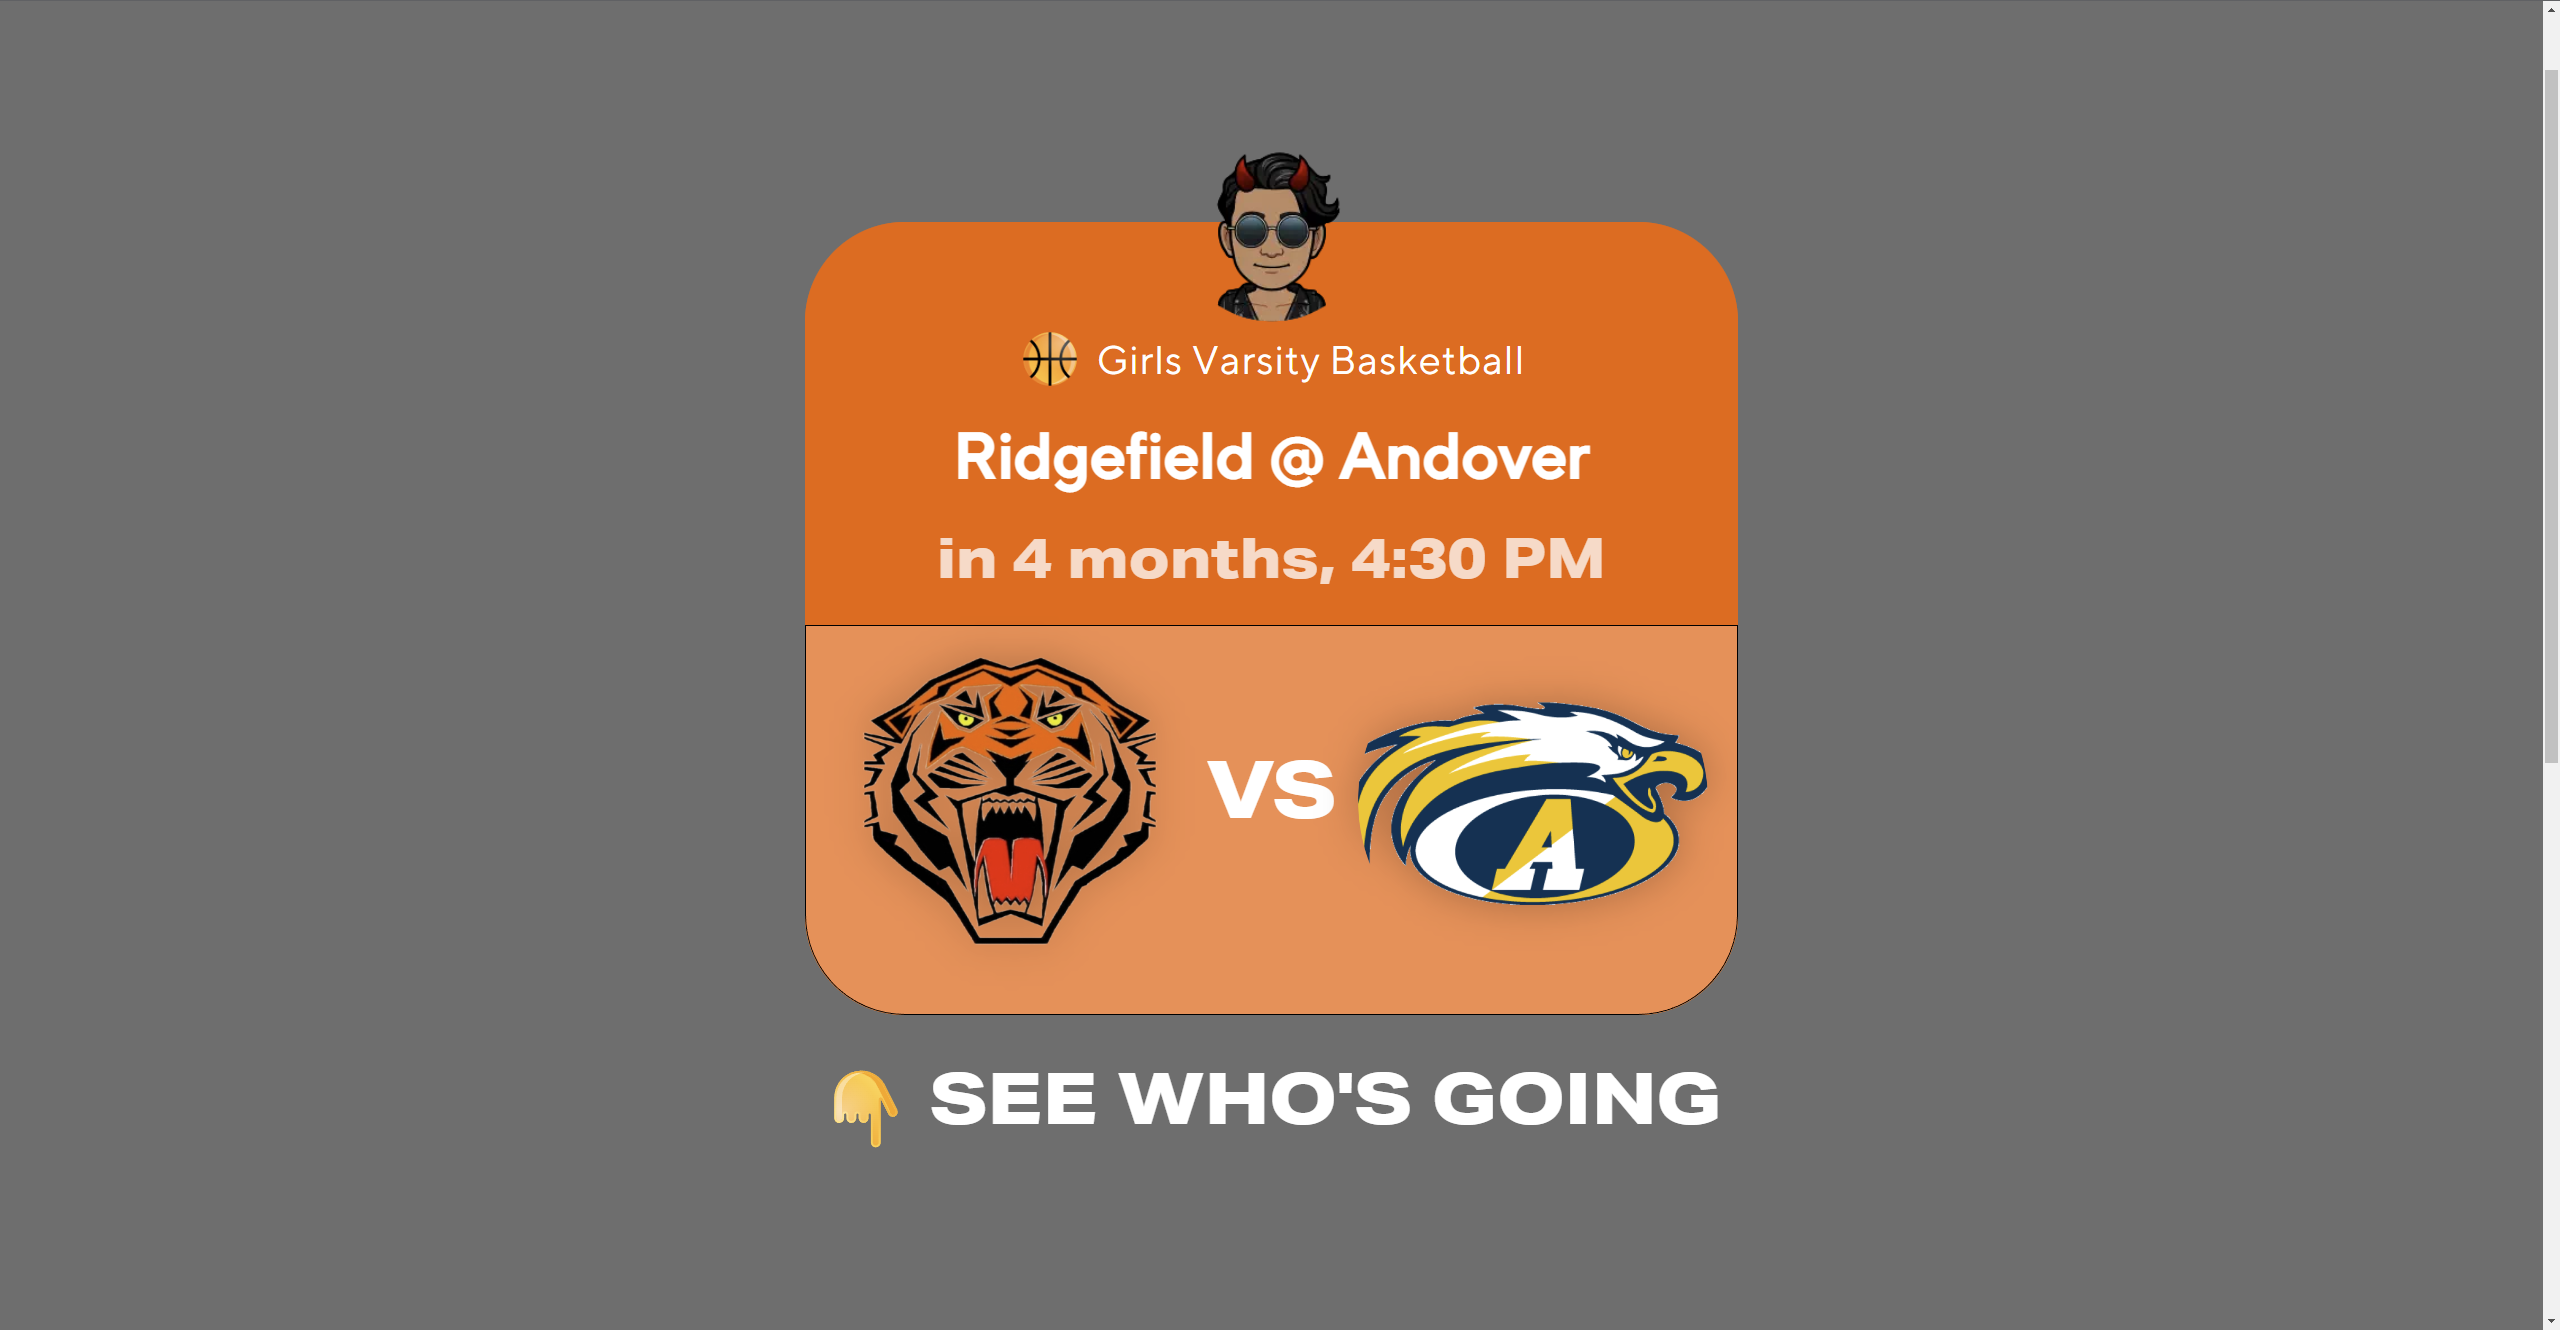 Girls Varsity Basketball
Ridgefield @ Andover
in 4 months, 4:30 PM
VS
A
SEE WHO'S GOING